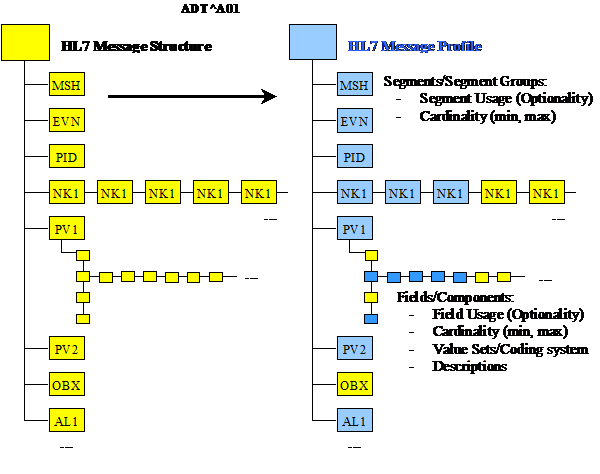 ADT ^A01
HL7 Message Structure
HL7 Message Profile
MSH
MSH
Segments/Segment Groups:
- Segment Usage (Optionality)
- Cardinality (min, max)
EVN
EVN
PID
PID
NK1 NK1 NK1 NK1 NK1
...
NK1 NK1 NK1 NK1 NK1
...
PV1
PV1
...
...
Fields/Components:
- Field Usage (Optionality)
- Cardinality (min, max)
- Value Sets/Coding system
- Descriptions
PV2
PV2
OBX
OBX
AL1
AL1
...
...